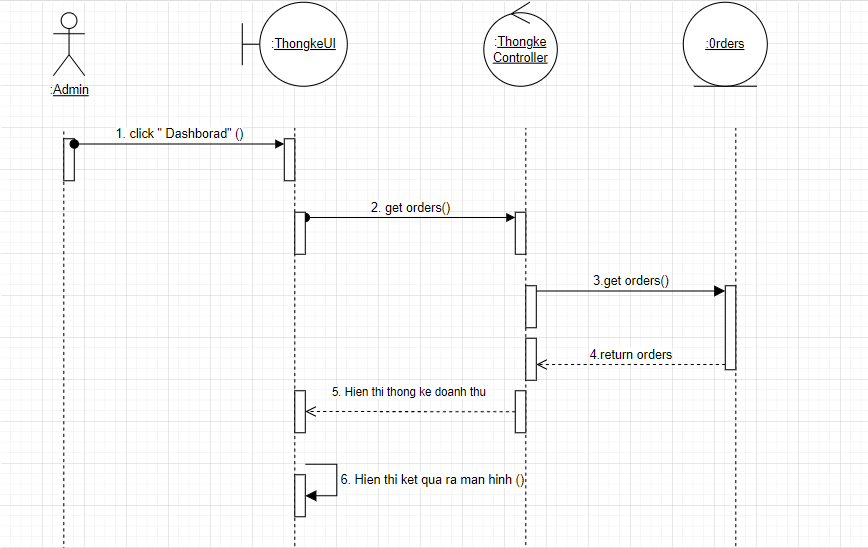 :ThongkeUI
:Thongke
Controller
:Orders
:Admin
1. click " Dashborad" ()
2. get orders()
3.get orders()
4.return orders
5. Hien thi thong ke doanh thu
6. Hien thi ket qua ra man hinh ()